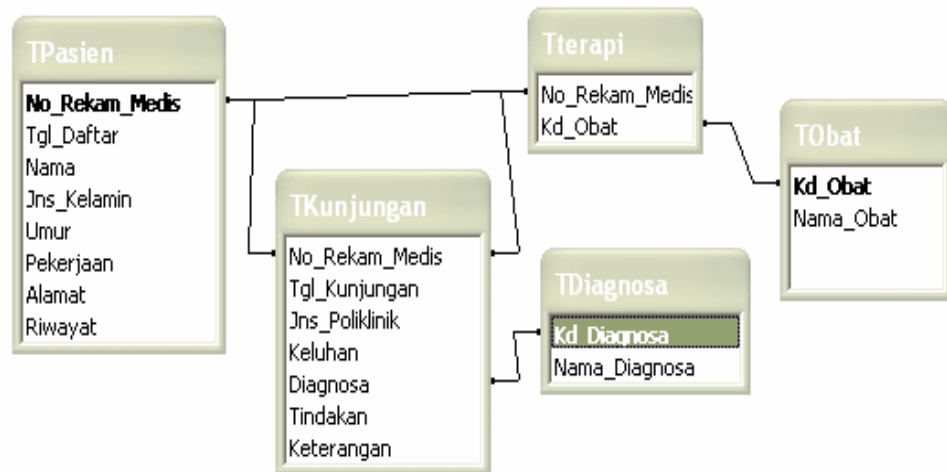 TPasien
No_Rekam_Medis
Tgl_Daftar
Nama
Jns_Kelamin
Umur
Pekerjaan
Alamat
Riwayat
TKunjungan
No_Rekam_Medis
Tgl_Kunjungan
Jns_Poliklinik
Keluhan
Diagnosa
Tindakan
Keterangan
Tterapi
No_Rekam_Medis
Kd_Obat
TDiagnosa
Kd_Diagnosa
Nama_Diagnosa
TObat
Kd_Obat
Nama_Obat